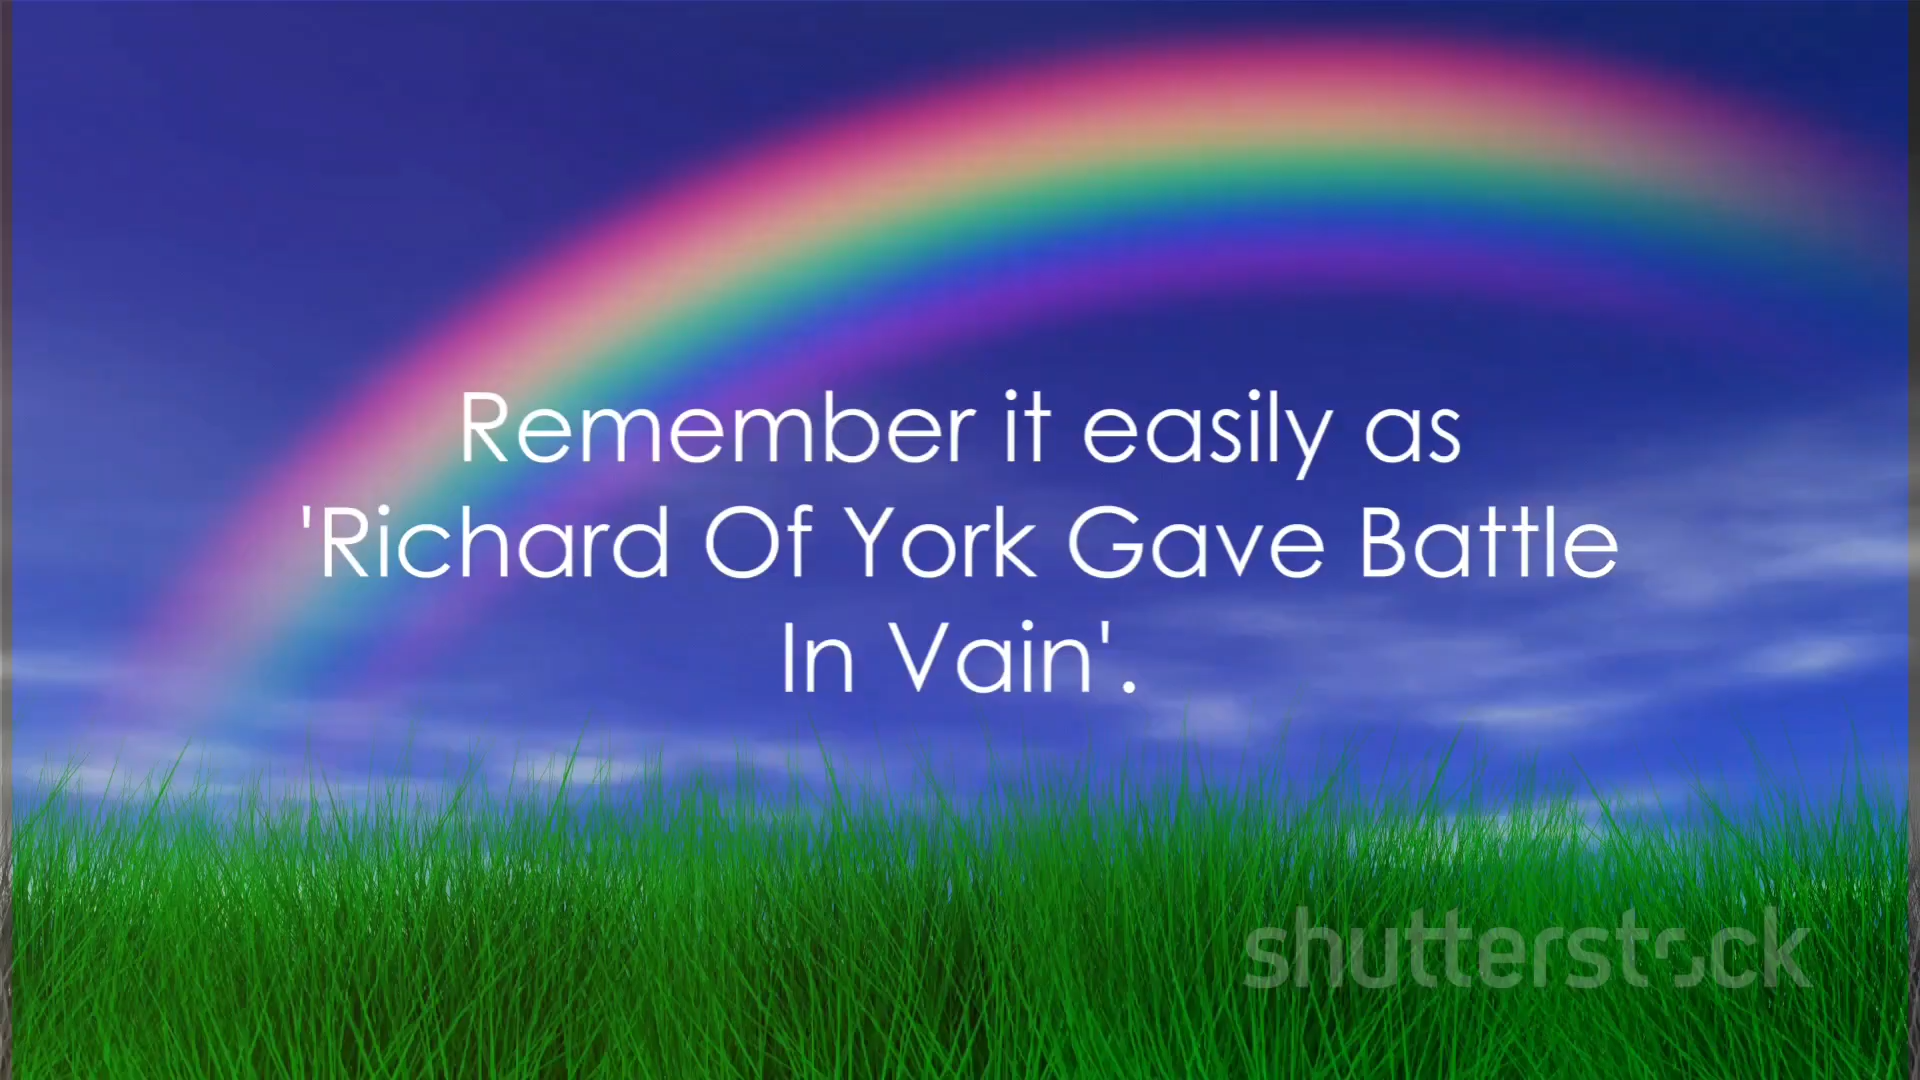 Remember it easily as
'Richard Of York Gave Battle
In Vain'.
shutterstock